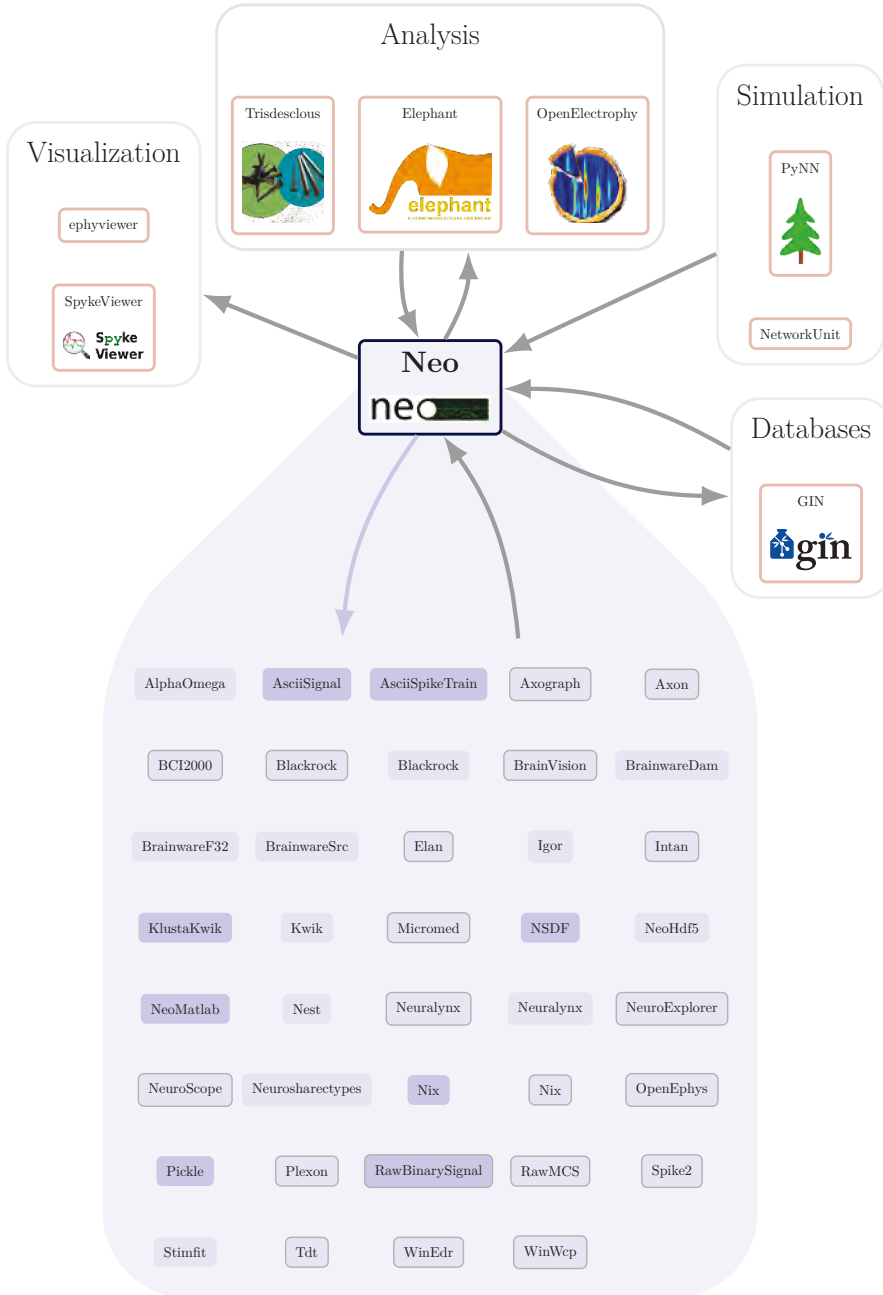 Analysis
Trisdesclous
Elephant
elephant
OpenElectrophy
Simulation
PyNN
NetworkUnit
Visualization
ephyviewer
SpykeViewer
Spyke
Viewer
Neo
neo
Databases
GIN
gin
AlphaOmega AsciiSignal AsciiSpikeTrain Axograph Axon
BCI2000 Blackrock Blackrock BrainVision BrainwareDam
BrainwareF32 BrainwareSrc Elan Igor Intan
KlustaKwik Kwik Micromed NSDF NeoHdf5
NeoMatlab Nest Neuralynx Neuralynx NeuroExplorer
NeuroScope Neurosharectypes Nix Nix OpenEphys
Pickle Plexon RawBinarySignal RawMCS Spike2
Stimfit Tdt WinEdr WinWcp